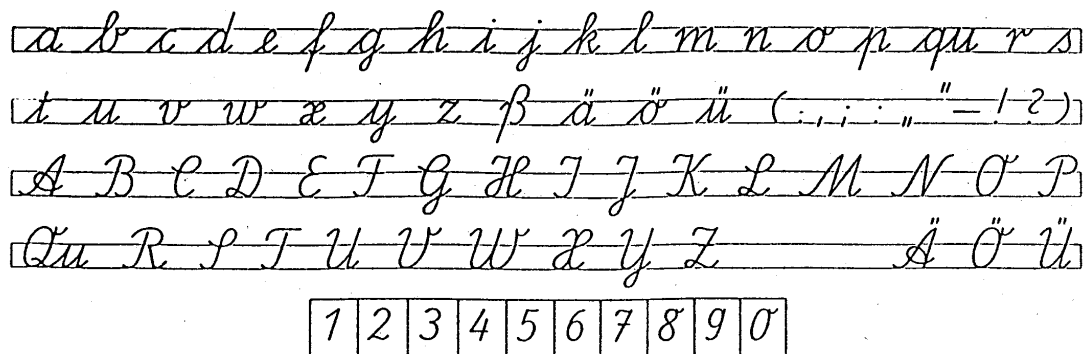 a b c d e f g h i j k l m n o p qu r s
t u v w x y z ß ä ö ü ( . , ; : „ " – ! ? )
A B C D E F G H I J K L M N O P
Qu R S T U V W X Y Z Ä Ö Ü
1 2 3 4 5 6 7 8 9 0